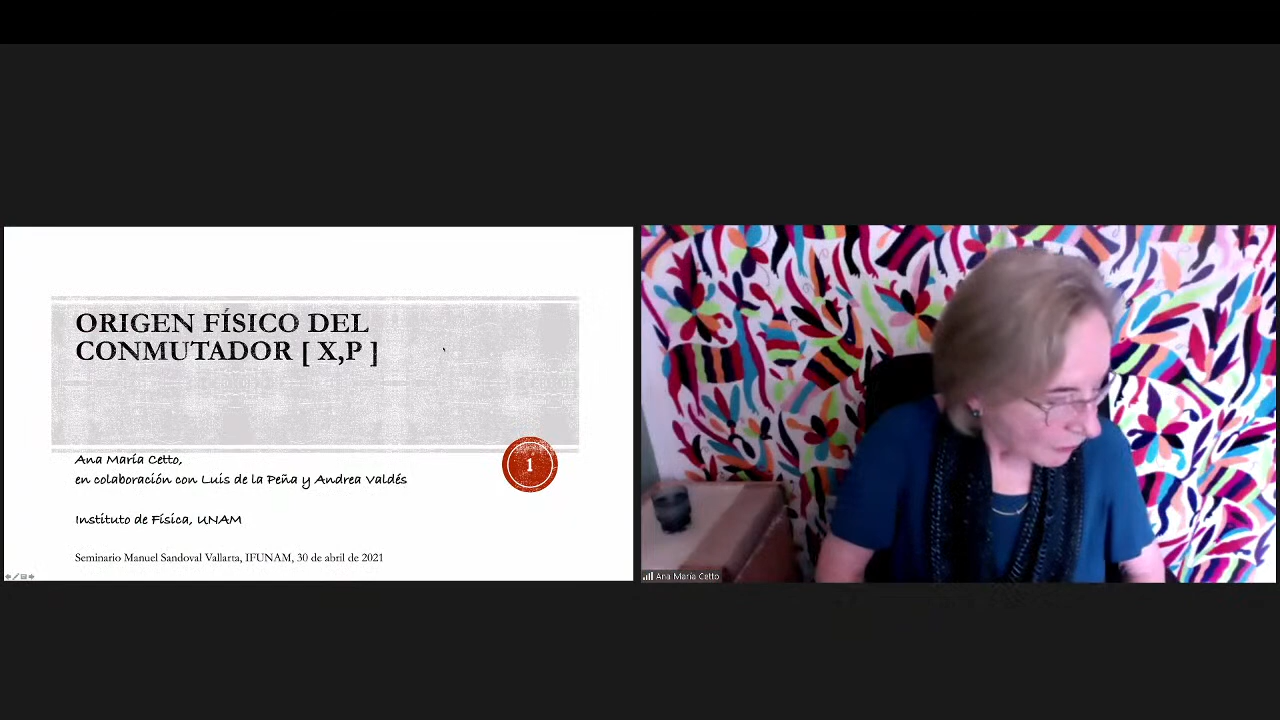 ORIGEN FÍSICO DEL
CONMUTADOR [ X,P ]
Ana María Cetto,
en colaboración con Luis de la Peña y Andrea Valdés
1
Instituto de Física, UNAM
Seminario Manuel Sandoval Vallarta, IFUNAM, 30 de abril de 2021
Ana María Cetto